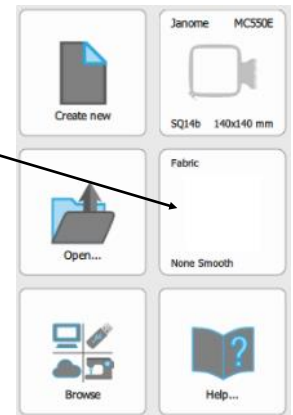 Create new
Janome MC550E
SQ14b 140x140 mm
Open...
Fabric
None Smooth
Browse
Help...